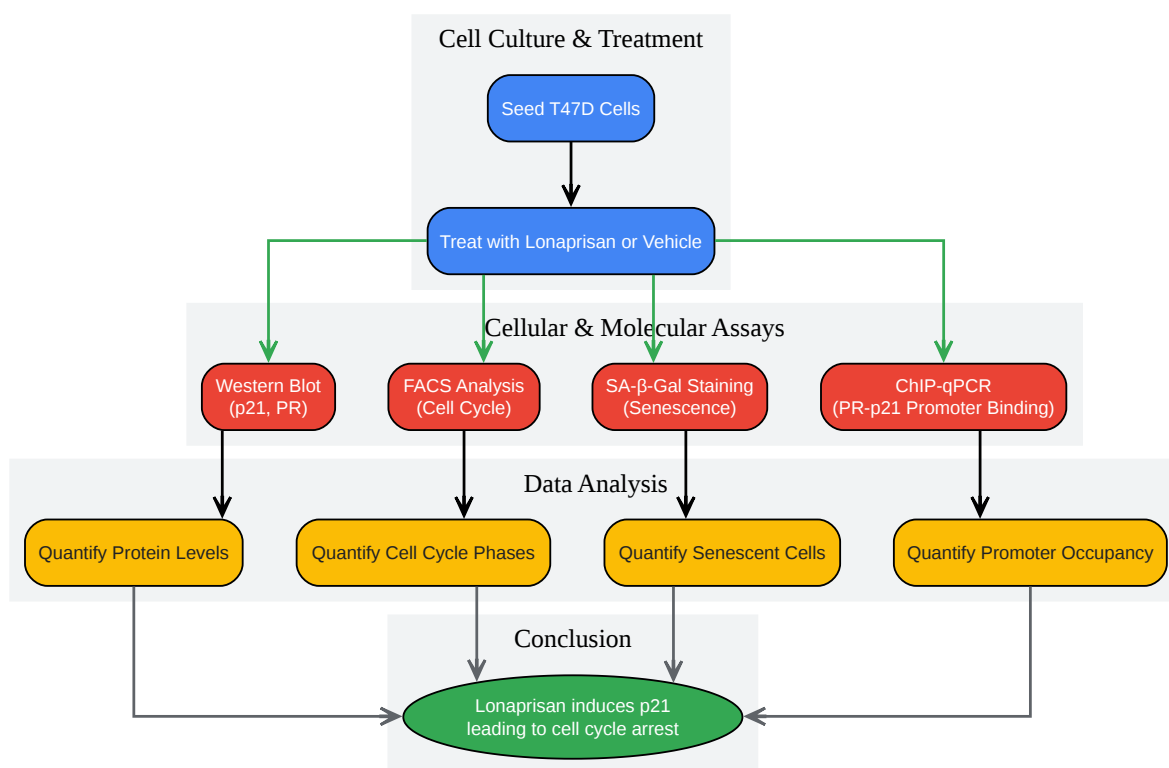 Cell Culture & Treatment
Seed T47D Cells
Treat with Lonaprisan or Vehicle
Cellular & Molecular Assays
Western Blot
(p21, PR)
FACS Analysis
(Cell Cycle)
SA-β-Gal Staining
(Senescence)
ChIP-qPCR
(PR-p21 Promoter Binding)
Data Analysis
Quantify Protein Levels
Quantify Cell Cycle Phases
Quantify Senescent Cells
Quantify Promoter Occupancy
Conclusion
Lonaprisan induces p21
leading to cell cycle arrest